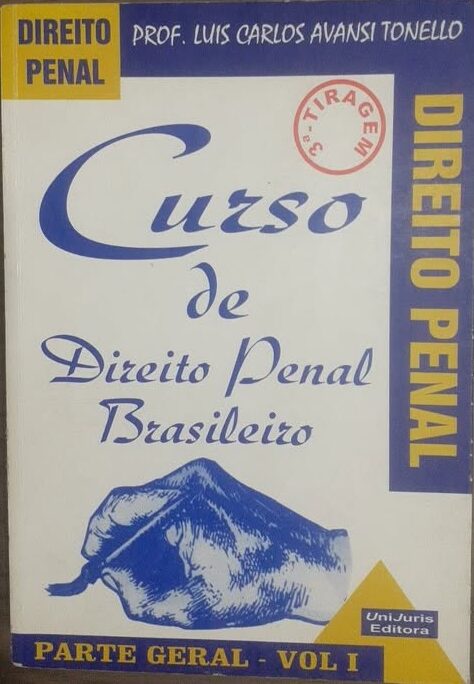 DIREITO
PENAL
PROF. LUIS CARLOS AVANSI TONELLO
3ª - TIRAGEM
DIREITO PENAL
Curso
de
Direito Penal
Brasileiro
UniJuris
Editora
PARTE GERAL - VOL I